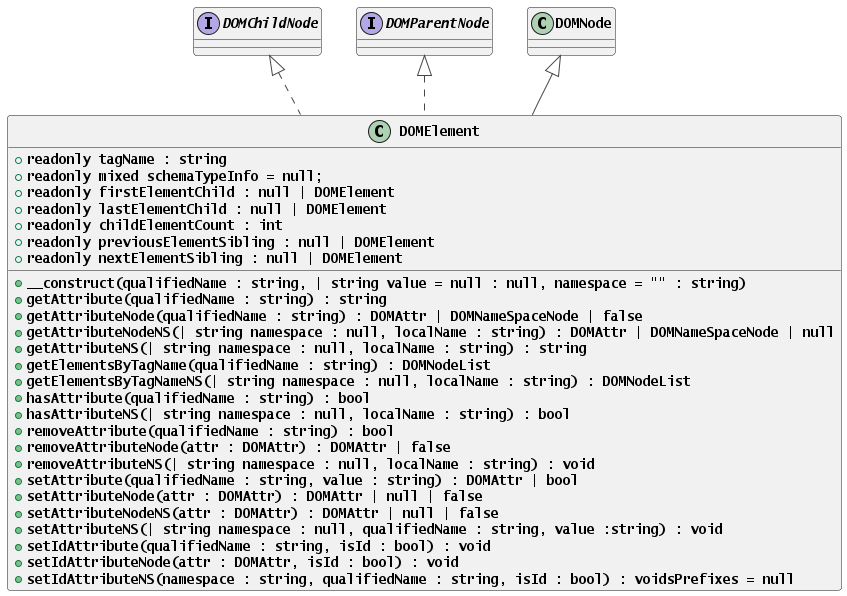 I DOMChildNode
I DOMParentNode
C DOMNode
C DOMElement
readonly tagName : string
readonly mixed schemaTypeInfo = null;
readonly firstElementChild : null | DOMElement
readonly lastElementChild : null | DOMElement
readonly childElementCount : int
readonly previousElementSibling : null | DOMElement
readonly nextElementSibling : null | DOMElement
__construct(qualifiedName : string, | string value = null : null, namespace = "" : string)
getAttribute(qualifiedName : string) : string
getAttributeNode(qualifiedName : string) : DOMAttr | DOMNameSpaceNode | false
getAttributeNodeNS(| string namespace : null, localName : string) : DOMAttr | DOMNameSpaceNode | null
getAttributeNS(| string namespace : null, localName : string) : string
getElementsByTagName(qualifiedName : string) : DOMNodeList
getElementsByTagNameNS(| string namespace : null, localName : string) : DOMNodeList
hasAttribute(qualifiedName : string) : bool
hasAttributeNS(| string namespace : null, localName : string) : bool
removeAttribute(qualifiedName : string) : bool
removeAttributeNode(attr : DOMAttr) : DOMAttr | false
removeAttributeNS(| string namespace : null, localName : string) : void
setAttribute(qualifiedName : string, value : string) : DOMAttr | bool
setAttributeNode(attr : DOMAttr) : DOMAttr | null | false
setAttributeNodeNS(attr : DOMAttr) : DOMAttr | null | false
setAttributeNS(| string namespace : null, qualifiedName : string, value :string) : void
setIdAttribute(qualifiedName : string, isId : bool) : void
setIdAttributeNode(attr : DOMAttr, isId : bool) : void
setIdAttributeNS(namespace : string, qualifiedName : string, isId : bool) : voidsPrefixes = null